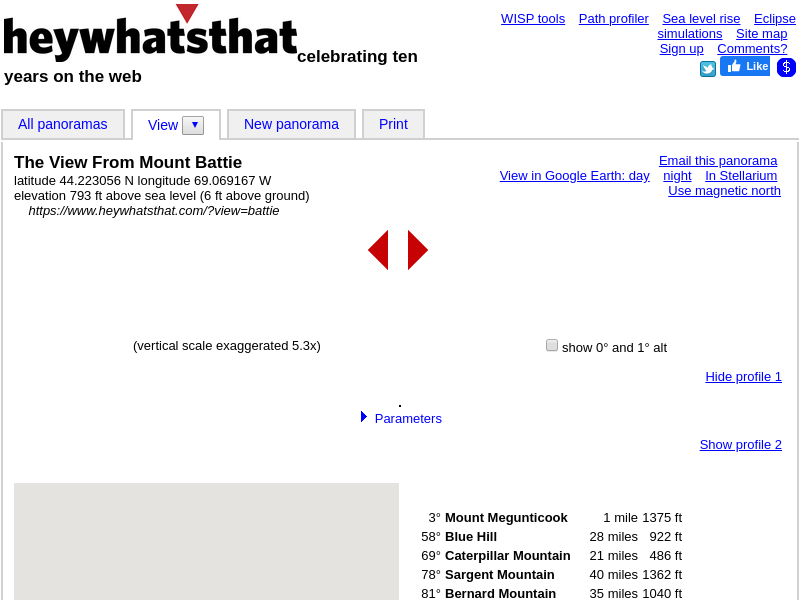 heywhatsthat celebrating ten years on the web
WISP tools Path profiler Sea level rise Eclipse
simulations Site map
Sign up Comments?
Like $
All panoramas View ▼ New panorama Print
The View From Mount Battie
latitude 44.223056 N longitude 69.069167 W
elevation 793 ft above sea level (6 ft above ground)
https://www.heywhatsthat.com/?view=battie
Email this panorama
View in Google Earth: day night In Stellarium
Use magnetic north
(vertical scale exaggerated 5.3x)
show 0° and 1° alt
Hide profile 1
Parameters
Show profile 2
3° Mount Megunticook 1 mile 1375 ft
58° Blue Hill 28 miles 922 ft
69° Caterpillar Mountain 21 miles 486 ft
78° Sargent Mountain 40 miles 1362 ft
81° Bernard Mountain 35 miles 1040 ft